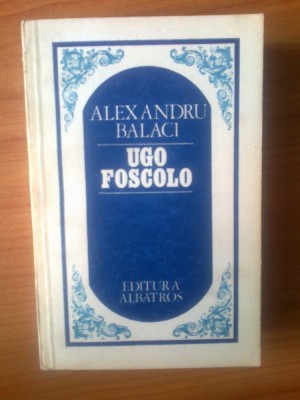 ALEXANDRU
BALACI
UGO
FOSCOLO
EDITURA
ALBATROS